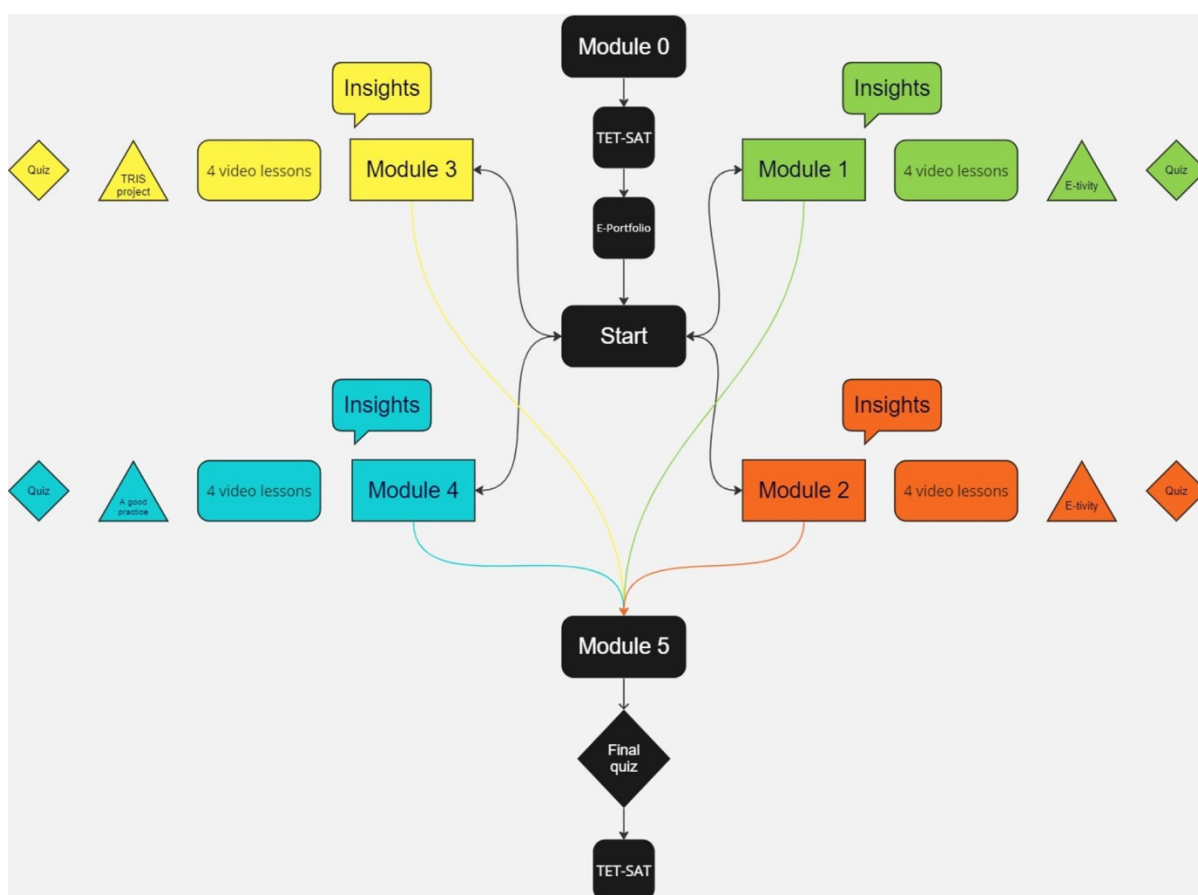 Module 0
Insights
Insights
TET-SAT
Quiz
TRIS
project
4 video lessons
Module 3
Module 1
4 video lessons
E-tivity
Quiz
E-Portfolio
Start
Insights
Insights
Quiz
A good
practice
4 video lessons
Module 4
Module 2
4 video lessons
E-tivity
Quiz
Module 5
Final
quiz
TET-SAT